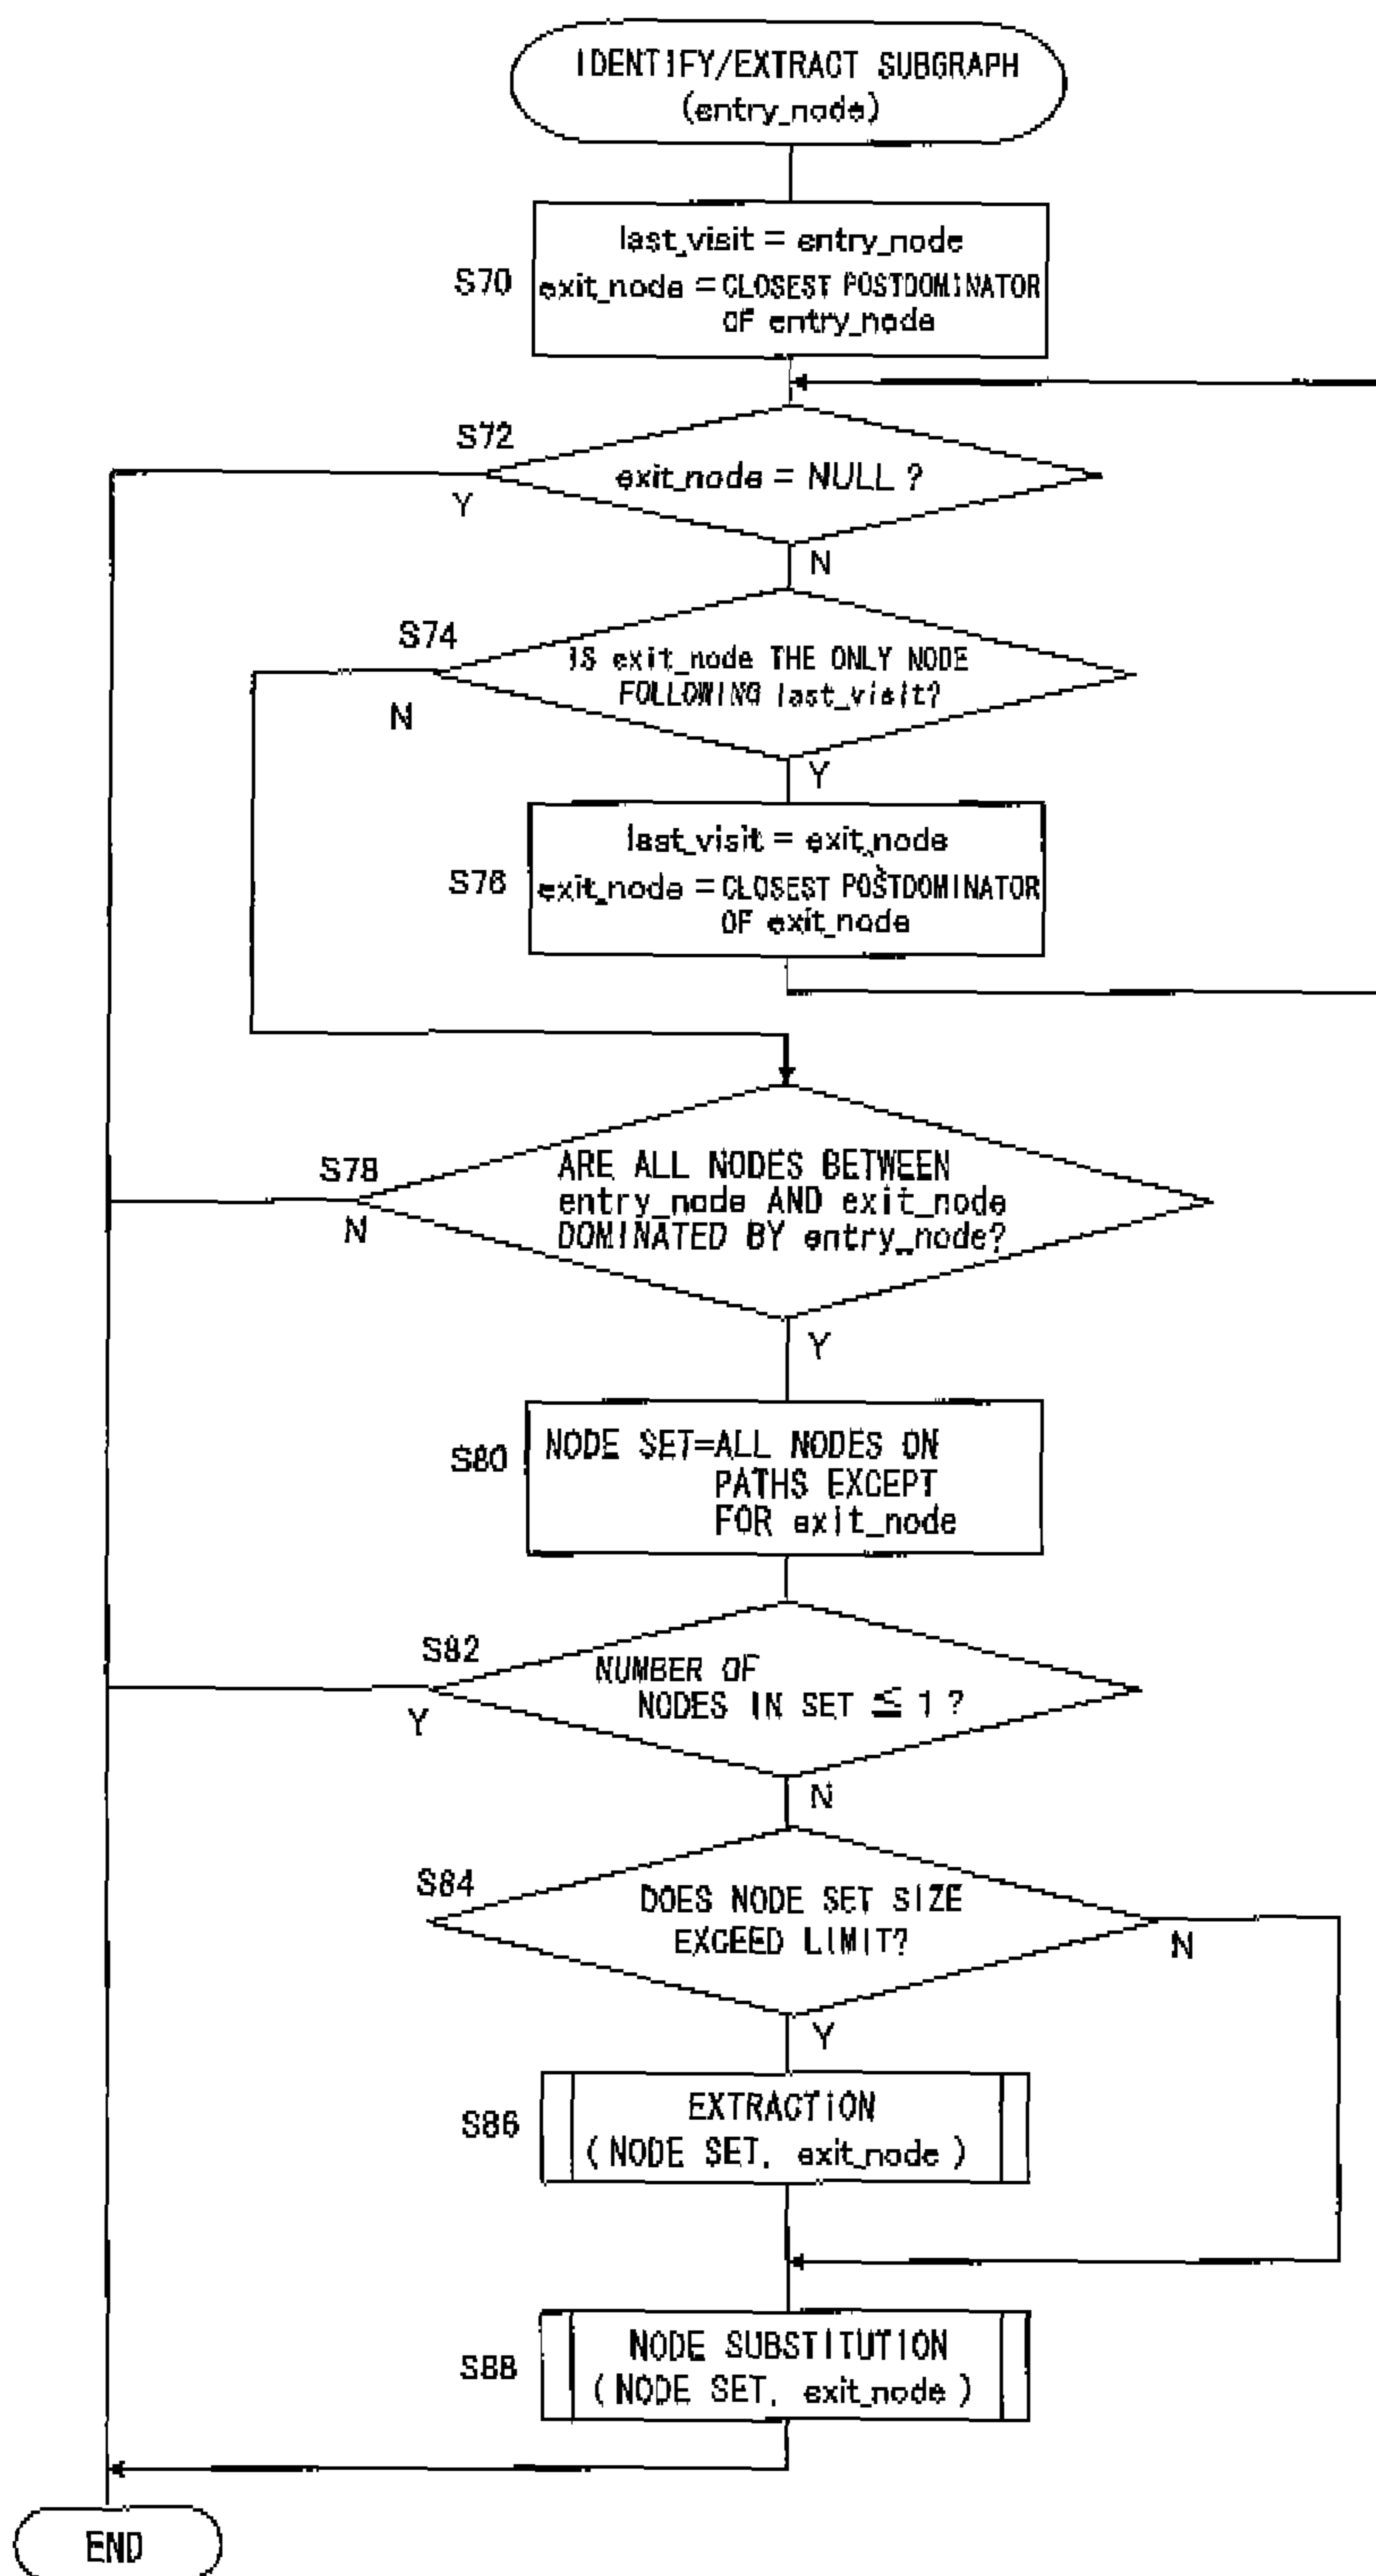 IDENTIFY/EXTRACT SUBGRAPH
(entry_node)
last_visit = entry_node
S70
exit_node = CLOSEST POSTDOMINATOR
OF entry_node
S72
exit_node = NULL ?
Y
N
S74
IS exit_node THE ONLY NODE
FOLLOWING last_visit?
N
Y
last_visit = exit_node
S76
exit_node = CLOSEST POSTDOMINATOR
OF exit_node
S78
ARE ALL NODES BETWEEN
entry_node AND exit_node
DOMINATED BY entry_node?
N
Y
S80
NODE SET=ALL NODES ON
PATHS EXCEPT
FOR exit_node
S82
NUMBER OF
NODES IN SET ≦ 1 ?
Y
N
S84
DOES NODE SET SIZE
EXCEED LIMIT?
N
Y
S86
EXTRACTION
( NODE SET, exit_node )
S88
NODE SUBSTITUTION
( NODE SET, exit_node )
END